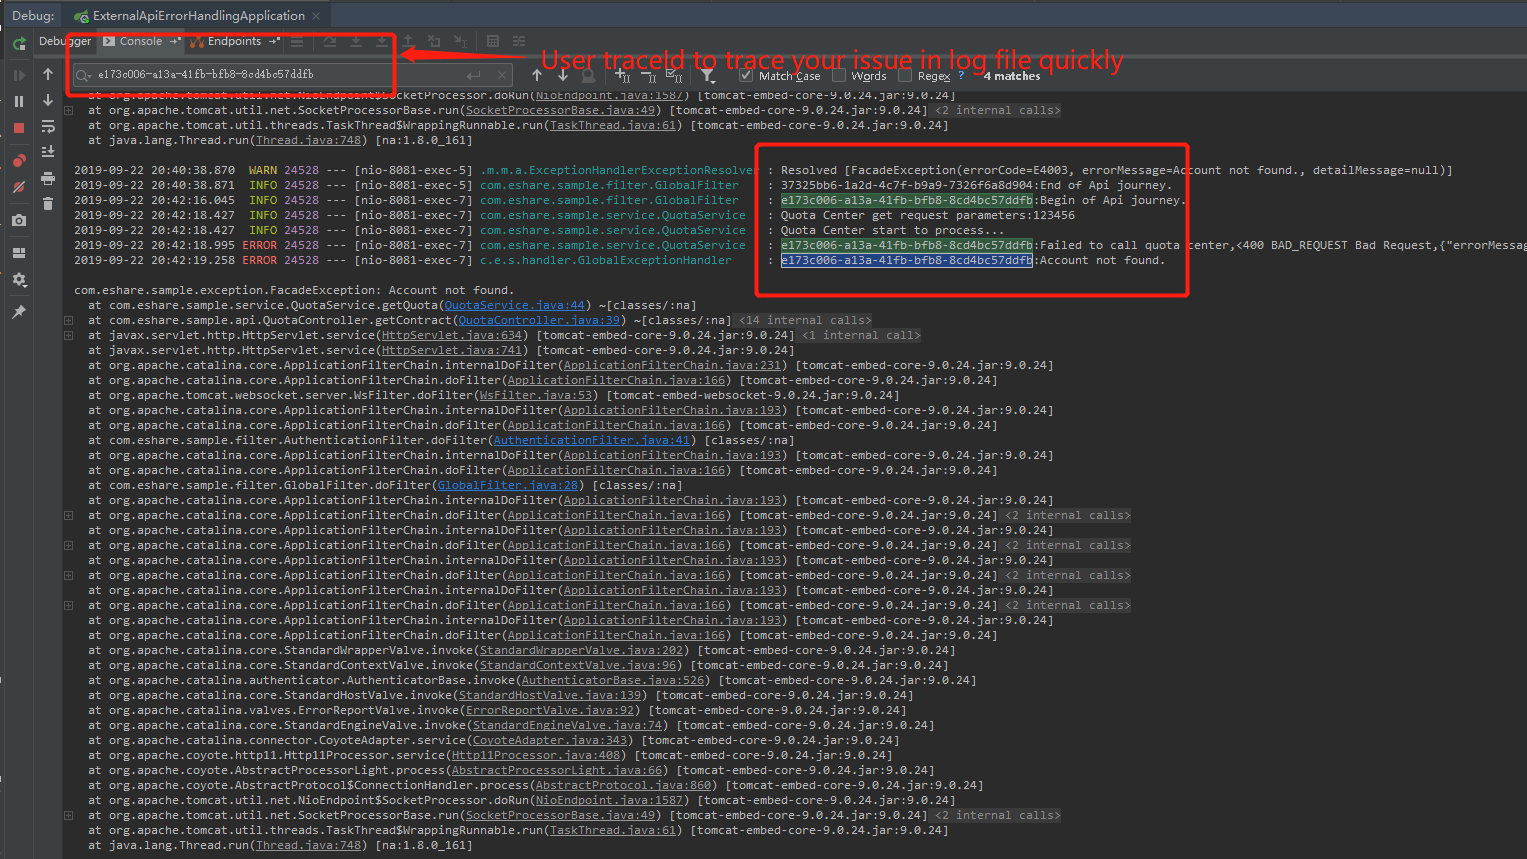 Debug: ExternalApiErrorHandlingApplication ×
Debugger Console Endpoints
User traceId to trace your issue in log file quickly
e173c006-a13a-41fb-bfb8-8cd4bc57ddfb Match Case Words Regex ? 4 matches
at org.apache.tomcat.util.net.NioEndpoint$SocketProcessor.doRun(NioEndpoint.java:1587) [tomcat-embed-core-9.0.24.jar:9.0.24]
at org.apache.tomcat.util.net.SocketProcessorBase.run(SocketProcessorBase.java:49) [tomcat-embed-core-9.0.24.jar:9.0.24] <2 internal calls>
at org.apache.tomcat.util.threads.TaskThread$WrappingRunnable.run(TaskThread.java:61) [tomcat-embed-core-9.0.24.jar:9.0.24]
at java.lang.Thread.run(Thread.java:748) [na:1.8.0_161]
2019-09-22 20:40:38.870 WARN 24528 --- [nio-8081-exec-5] .m.m.a.ExceptionHandlerExceptionResolver : Resolved [FacadeException(errorCode=E4003, errorMessage=Account not found., detailMessage=null)]
2019-09-22 20:40:38.871 INFO 24528 --- [nio-8081-exec-5] com.eshare.sample.filter.GlobalFilter : 37325bb6-1a2d-4c7f-b9a9-7326f6a8d904:End of Api journey.
2019-09-22 20:42:16.045 INFO 24528 --- [nio-8081-exec-7] com.eshare.sample.filter.GlobalFilter : e173c006-a13a-41fb-bfb8-8cd4bc57ddfb:Begin of Api journey.
2019-09-22 20:42:18.427 INFO 24528 --- [nio-8081-exec-7] com.eshare.sample.service.QuotaService : Quota Center get request parameters:123456
2019-09-22 20:42:18.427 INFO 24528 --- [nio-8081-exec-7] com.eshare.sample.service.QuotaService : Quota Center start to process...
2019-09-22 20:42:18.995 ERROR 24528 --- [nio-8081-exec-7] com.eshare.sample.service.QuotaService : e173c006-a13a-41fb-bfb8-8cd4bc57ddfb:Failed to call quota center,<400 BAD_REQUEST Bad Request,{"errorMessa
2019-09-22 20:42:19.258 ERROR 24528 --- [nio-8081-exec-7] c.e.s.handler.GlobalExceptionHandler : e173c006-a13a-41fb-bfb8-8cd4bc57ddfb:Account not found.
com.eshare.sample.exception.FacadeException: Account not found.
at com.eshare.sample.service.QuotaService.getQuota(QuotaService.java:44) ~[classes/:na]
at com.eshare.sample.api.QuotaController.getContract(QuotaController.java:39) ~[classes/:na] <14 internal calls>
at javax.servlet.http.HttpServlet.service(HttpServlet.java:634) [tomcat-embed-core-9.0.24.jar:9.0.24] <1 internal call>
at javax.servlet.http.HttpServlet.service(HttpServlet.java:741) [tomcat-embed-core-9.0.24.jar:9.0.24]
at org.apache.catalina.core.ApplicationFilterChain.internalDoFilter(ApplicationFilterChain.java:231) [tomcat-embed-core-9.0.24.jar:9.0.24]
at org.apache.catalina.core.ApplicationFilterChain.doFilter(ApplicationFilterChain.java:166) [tomcat-embed-core-9.0.24.jar:9.0.24]
at org.apache.tomcat.websocket.server.WsFilter.doFilter(WsFilter.java:53) [tomcat-embed-websocket-9.0.24.jar:9.0.24]
at org.apache.catalina.core.ApplicationFilterChain.internalDoFilter(ApplicationFilterChain.java:193) [tomcat-embed-core-9.0.24.jar:9.0.24]
at org.apache.catalina.core.ApplicationFilterChain.doFilter(ApplicationFilterChain.java:166) [tomcat-embed-core-9.0.24.jar:9.0.24]
at com.eshare.sample.filter.AuthenticationFilter.doFilter(AuthenticationFilter.java:41) [classes/:na]
at org.apache.catalina.core.ApplicationFilterChain.internalDoFilter(ApplicationFilterChain.java:193) [tomcat-embed-core-9.0.24.jar:9.0.24]
at org.apache.catalina.core.ApplicationFilterChain.doFilter(ApplicationFilterChain.java:166) [tomcat-embed-core-9.0.24.jar:9.0.24]
at com.eshare.sample.filter.GlobalFilter.doFilter(GlobalFilter.java:28) [classes/:na]
at org.apache.catalina.core.ApplicationFilterChain.internalDoFilter(ApplicationFilterChain.java:193) [tomcat-embed-core-9.0.24.jar:9.0.24]
at org.apache.catalina.core.ApplicationFilterChain.doFilter(ApplicationFilterChain.java:166) [tomcat-embed-core-9.0.24.jar:9.0.24] <2 internal calls>
at org.apache.catalina.core.ApplicationFilterChain.internalDoFilter(ApplicationFilterChain.java:193) [tomcat-embed-core-9.0.24.jar:9.0.24]
at org.apache.catalina.core.ApplicationFilterChain.doFilter(ApplicationFilterChain.java:166) [tomcat-embed-core-9.0.24.jar:9.0.24] <2 internal calls>
at org.apache.catalina.core.ApplicationFilterChain.internalDoFilter(ApplicationFilterChain.java:193) [tomcat-embed-core-9.0.24.jar:9.0.24]
at org.apache.catalina.core.ApplicationFilterChain.doFilter(ApplicationFilterChain.java:166) [tomcat-embed-core-9.0.24.jar:9.0.24] <2 internal calls>
at org.apache.catalina.core.ApplicationFilterChain.internalDoFilter(ApplicationFilterChain.java:193) [tomcat-embed-core-9.0.24.jar:9.0.24]
at org.apache.catalina.core.ApplicationFilterChain.doFilter(ApplicationFilterChain.java:166) [tomcat-embed-core-9.0.24.jar:9.0.24] <2 internal calls>
at org.apache.catalina.core.ApplicationFilterChain.internalDoFilter(ApplicationFilterChain.java:193) [tomcat-embed-core-9.0.24.jar:9.0.24]
at org.apache.catalina.core.ApplicationFilterChain.doFilter(ApplicationFilterChain.java:166) [tomcat-embed-core-9.0.24.jar:9.0.24]
at org.apache.catalina.core.StandardWrapperValve.invoke(StandardWrapperValve.java:202) [tomcat-embed-core-9.0.24.jar:9.0.24]
at org.apache.catalina.core.StandardContextValve.invoke(StandardContextValve.java:96) [tomcat-embed-core-9.0.24.jar:9.0.24]
at org.apache.catalina.authenticator.AuthenticatorBase.invoke(AuthenticatorBase.java:526) [tomcat-embed-core-9.0.24.jar:9.0.24]
at org.apache.catalina.core.StandardHostValve.invoke(StandardHostValve.java:139) [tomcat-embed-core-9.0.24.jar:9.0.24]
at org.apache.catalina.valves.ErrorReportValve.invoke(ErrorReportValve.java:92) [tomcat-embed-core-9.0.24.jar:9.0.24]
at org.apache.catalina.core.StandardEngineValve.invoke(StandardEngineValve.java:74) [tomcat-embed-core-9.0.24.jar:9.0.24]
at org.apache.catalina.connector.CoyoteAdapter.service(CoyoteAdapter.java:343) [tomcat-embed-core-9.0.24.jar:9.0.24]
at org.apache.coyote.http11.Http11Processor.service(Http11Processor.java:408) [tomcat-embed-core-9.0.24.jar:9.0.24]
at org.apache.coyote.AbstractProcessorLight.process(AbstractProcessorLight.java:66) [tomcat-embed-core-9.0.24.jar:9.0.24]
at org.apache.coyote.AbstractProtocol$ConnectionHandler.process(AbstractProtocol.java:860) [tomcat-embed-core-9.0.24.jar:9.0.24]
at org.apache.tomcat.util.net.NioEndpoint$SocketProcessor.doRun(NioEndpoint.java:1587) [tomcat-embed-core-9.0.24.jar:9.0.24]
at org.apache.tomcat.util.net.SocketProcessorBase.run(SocketProcessorBase.java:49) [tomcat-embed-core-9.0.24.jar:9.0.24] <2 internal calls>
at org.apache.tomcat.util.threads.TaskThread$WrappingRunnable.run(TaskThread.java:61) [tomcat-embed-core-9.0.24.jar:9.0.24]
at java.lang.Thread.run(Thread.java:748) [na:1.8.0_161]